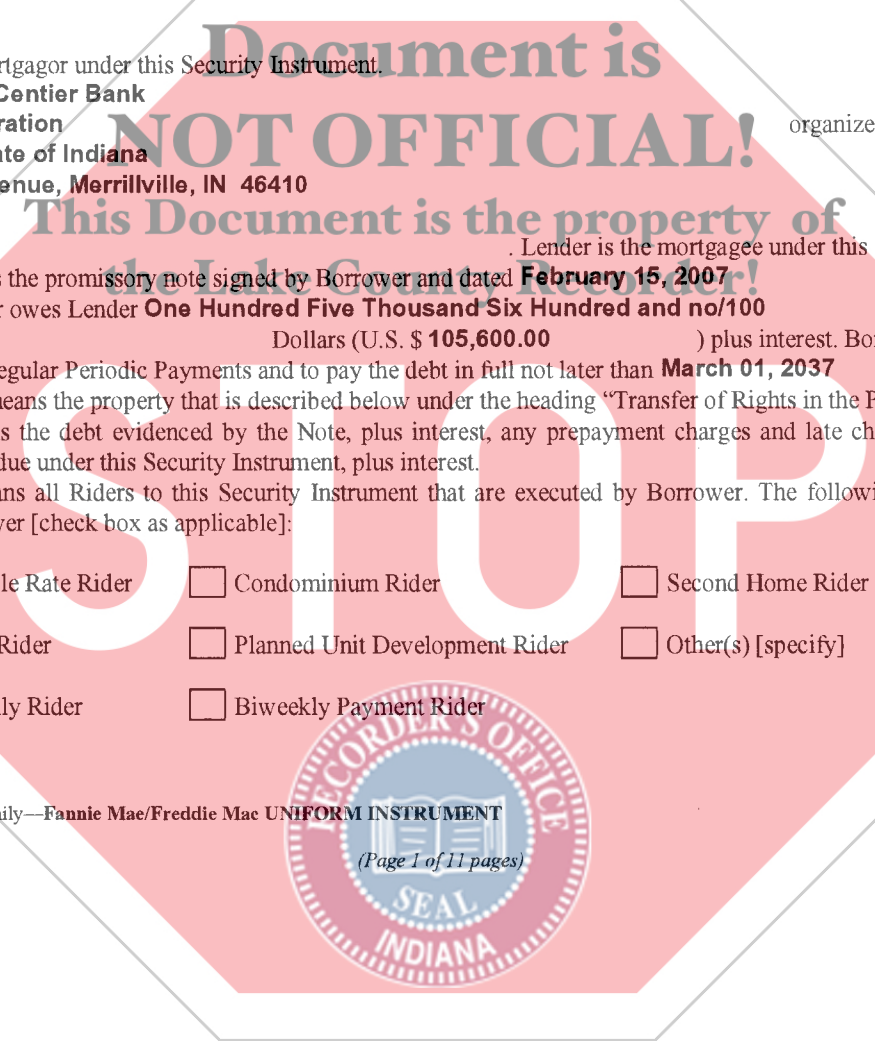 Document is
rtgagor under this Security Instrument.
Centier Bank
ration
NOT OFFICIAL!
organize
ate of Indiana
enue, Merrillville, IN 46410
This Document is the property of
. Lender is the mortgagee under this
s the promissory note signed by Borrower and dated February 15, 2007
the Lake County Recorder!
r owes Lender One Hundred Five Thousand Six Hundred and no/100
Dollars (U.S. $ 105,600.00 ) plus interest. Bo
egular Periodic Payments and to pay the debt in full not later than March 01, 2037
neans the property that is described below under the heading “Transfer of Rights in the P
s the debt evidenced by the Note, plus interest, any prepayment charges and late ch
due under this Security Instrument, plus interest.
ans all Riders to this Security Instrument that are executed by Borrower. The followi
wer [check box as applicable]:
STOP
le Rate Rider
Condominium Rider
Second Home Rider
Rider
Planned Unit Development Rider
Other(s) [specify]
ly Rider
Biweekly Payment Rider
RECORDER'S OFFICE
ily—Fannie Mae/Freddie Mac UNIFORM INSTRUMENT
(Page 1 of 11 pages)
SEAL
INDIANA